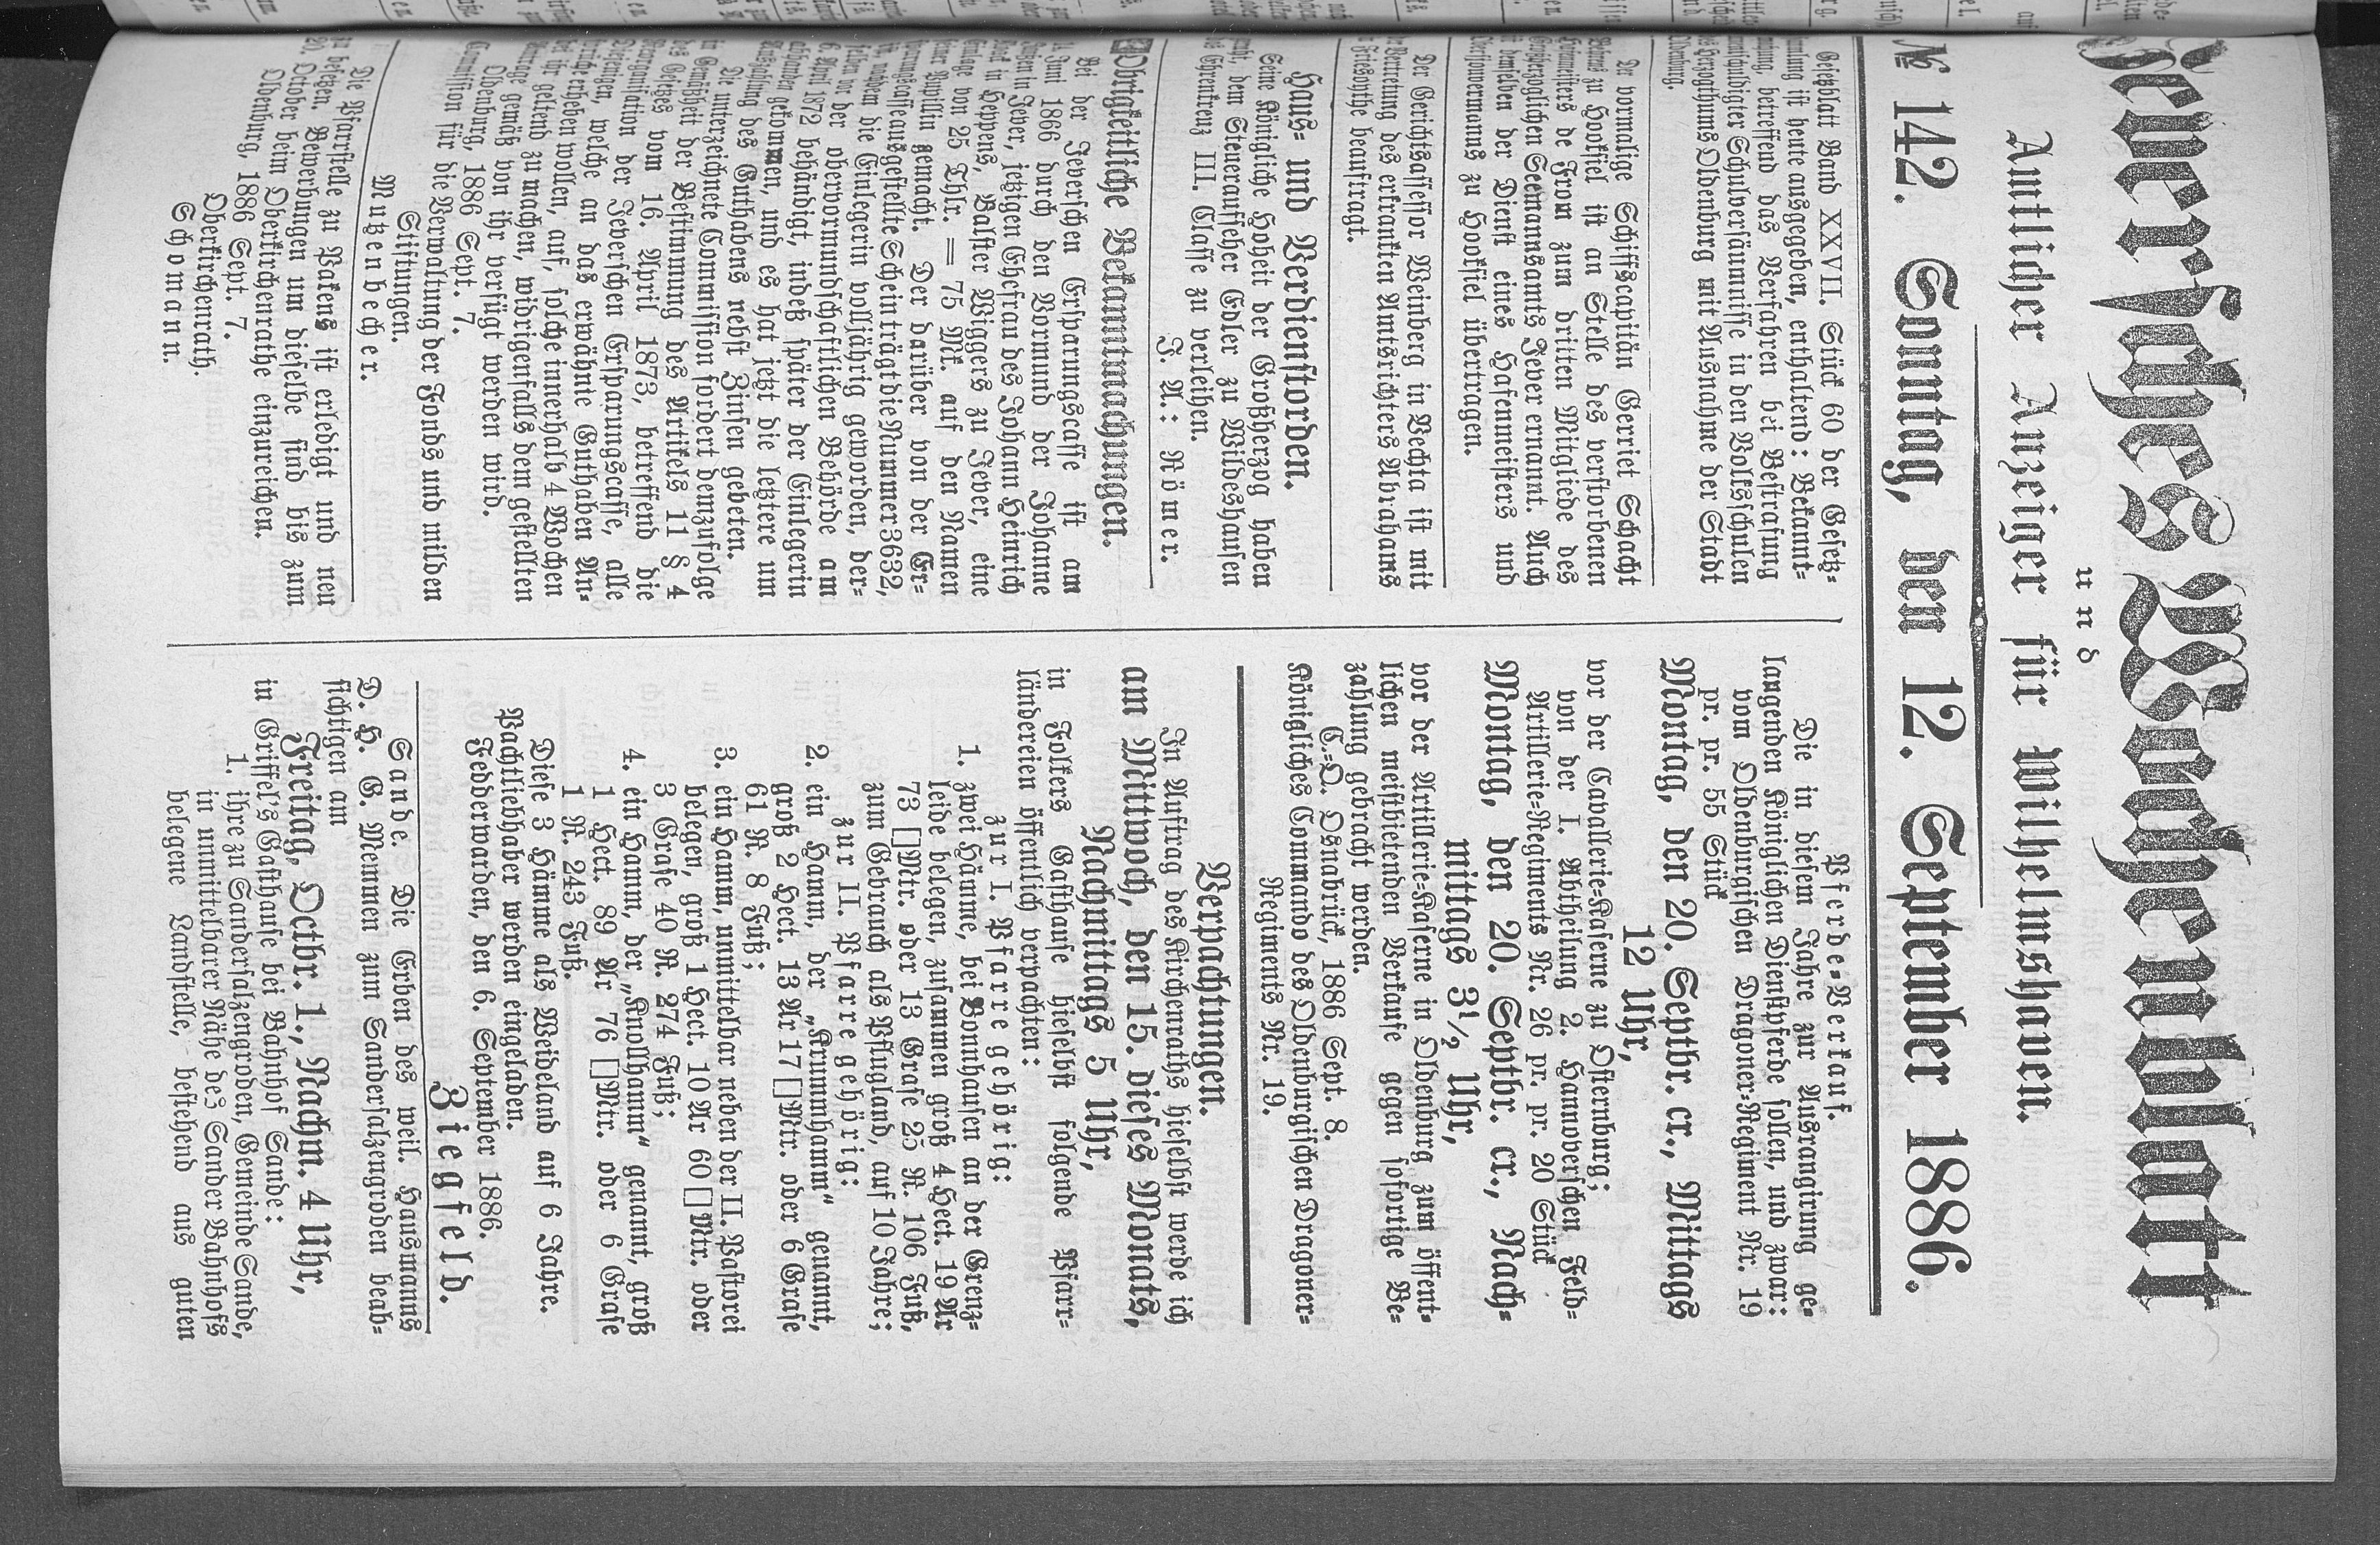 Jeversches Wochenblatt
und
Amtlicher Anzeiger für Wilhelmshaven.
№ 142. Sonntag, den 12. September 1886.
Gesetzblatt Band XXVII. Stück 60 der Gesetz-
ist heute ausgegeben, enthaltend: Bekannt-
betreffend das Verfahren bei Bestrafung
Schulversäumnisse in den Volksschulen
Herzogthums Oldenburg mit Ausnahme der Stadt
Oldenburg.
Der vormalige Schiffscapitän Gerriet Schacht
zu Hooksiel ist an Stelle des verstorbenen
de Frow zum dritten Mitgliede des
Großherzoglichen Seemannsamts Jever ernannt. Auch
demselben der Dienst eines Hafenmeisters und
zu Hooksiel übertragen.
Der Gerichtsassessor Weinberg in Vechta ist mit
Vertretung des erkrankten Amtsrichters Abrahams
Friesoythe beauftragt.
Haus- und Verdienstorden.
Seine Königliche Hoheit der Großherzog haben
dem Steueraufseher Edler zu Wildeshausen
Ehrenkreuz III. Classe zu verleihen.
J. A.: Römer.
Obrigkeitliche Bekanntmachungen.
Bei der Jeverschen Ersparungscasse ist am
Juni 1866 durch den Vormund der Johanne
in Jever, jetzigen Ehefrau des Johann Heinrich
in Heppens, Balster Wiggers zu Jever, eine
Einlage von 25 Thlr. = 75 Mk. auf den Namen
seiner Pupillin gemacht. Der darüber von der Er-
sparungscasse ausgestellte Schein trägt die Nummer 3632,
ist, nachdem die Einlegerin volljährig geworden, der-
selben von der obervormundschaftlichen Behörde am
6. April 1872 behändigt, indeß später der Einlegerin
abhanden gekommen, und es hat jetzt die letztere um
Auszahlung des Guthabens nebst Zinsen gebeten.
Die unterzeichnete Commission fordert demzufolge
in Gemäßheit der Bestimmung des Artikels 11 § 4
des Gesetzes vom 16. April 1873, betreffend die
Reorganisation der Jeverschen Ersparungscasse, alle
Diejenigen, welche an das erwähnte Guthaben An-
sprüche erheben wollen, auf, solche innerhalb 4 Wochen
bei ihr geltend zu machen, widrigenfalls dem gestellten
Antrage gemäß von ihr verfügt werden wird.
Oldenburg, 1886 Sept. 7.
Commission für die Verwaltung der Fonds und milden
Stiftungen.
Mutzenbecher.
Die Pfarrstelle zu Pakens ist erledigt und neu
zu besetzen. Bewerbungen um dieselbe sind bis zum
20. October beim Oberkirchenrathe einzureichen.
Oldenburg, 1886 Sept. 7.
Oberkirchenrath.
Schomann.
Pferde-Verkauf.
Die in diesem Jahre zur Ausrangirung ge-
langenden Königlichen Dienstpferde sollen, und zwar:
vom Oldenburgischen Dragoner-Regiment Nr. 19
pr. pr. 55 Stück
Montag, den 20. Septbr. cr., Mittags
12 Uhr,
vor der Cavallerie-Kaserne zu Osternburg;
von der I. Abtheilung 2. Hannoverschen Feld-
Artillerie-Regiments Nr. 26 pr. pr. 20 Stück
Montag, den 20. Septbr. cr., Nach-
mittags 3½ Uhr,
vor der Artillerie-Kaserne in Oldenburg zum öffent-
lichen meistbietenden Verkaufe gegen sofortige Be-
zahlung gebracht werden.
C.-O. Osnabrück, 1886 Sept. 8.
Königliches Commando des Oldenburgischen Dragoner-
Regiments Nr. 19.
Verpachtungen.
Im Auftrag des Kirchenraths hieselbst werde ich
am Mittwoch, den 15. dieses Monats,
Nachmittags 5 Uhr,
in Folkers Gasthause hieselbst folgende Pfarr-
ländereien öffentlich verpachten:
zur I. Pfarre gehörig:
1. zwei Hämme, bei Bonnhausen an der Grenz-
leide belegen, zusammen groß 4 Hect. 19 Ar
73 □Mtr. oder 13 Grase 25 R. 106 Fuß,
zum Gebrauch als Pflugland, auf 10 Jahre;
zur II. Pfarre gehörig:
2. ein Hamm, der „Krummhamm“ genannt,
groß 2 Hect. 13 Ar 17 □Mtr. oder 6 Grase
61 R. 8 Fuß;
3. ein Hamm, unmittelbar neben der II. Pastorei
belegen, groß 1 Hect. 10 Ar 60 □Mtr. oder
3 Grase 40 R. 274 Fuß;
4. ein Hamm, der „Knollhamm“ genannt, groß
1 Hect. 89 Ar 76 □Mtr. oder 6 Grase
1 R. 243 Fuß.
Diese 3 Hämme als Weideland auf 6 Jahre.
Pachtliebhaber werden eingeladen.
Fedderwarden, den 6. September 1886.
Ziegfeld.
Sande. Die Erben des weil. Hausmanns
D. H. G. Memmen zum Sandersalzengroden beab-
sichtigen am
Freitag, Octbr. 1., Nachm. 4 Uhr,
in Griffel's Gasthause bei Bahnhof Sande:
1. ihre zu Sandersalzengroden, Gemeinde Sande,
in unmittelbarer Nähe des Sander Bahnhofs
belegene Landstelle, bestehend aus guten